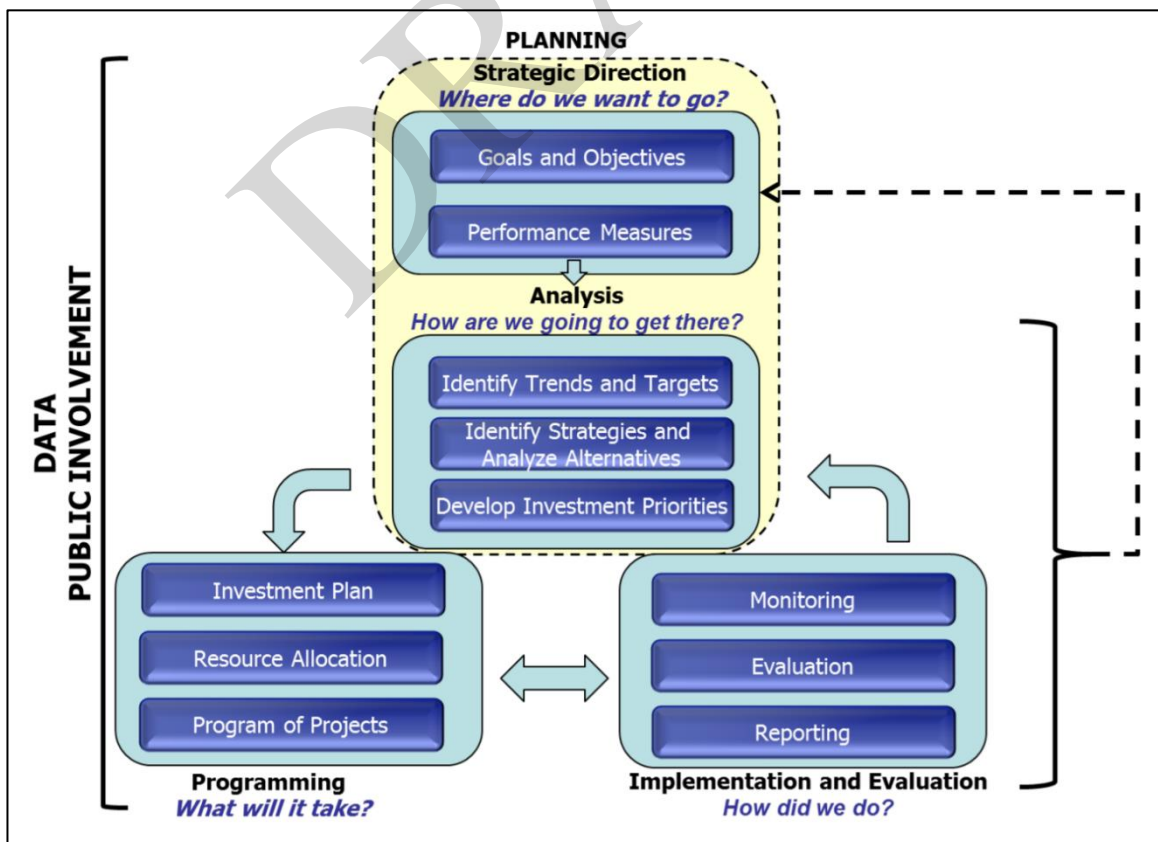 PLANNING
Strategic Direction
Where do we want to go?
Goals and Objectives
Performance Measures
Analysis
How are we going to get there?
Identify Trends and Targets
Identify Strategies and
Analyze Alternatives
Develop Investment Priorities
DATA
PUBLIC INVOLVEMENT
Investment Plan
Resource Allocation
Program of Projects
Programming
What will it take?
Monitoring
Evaluation
Reporting
Implementation and Evaluation
How did we do?